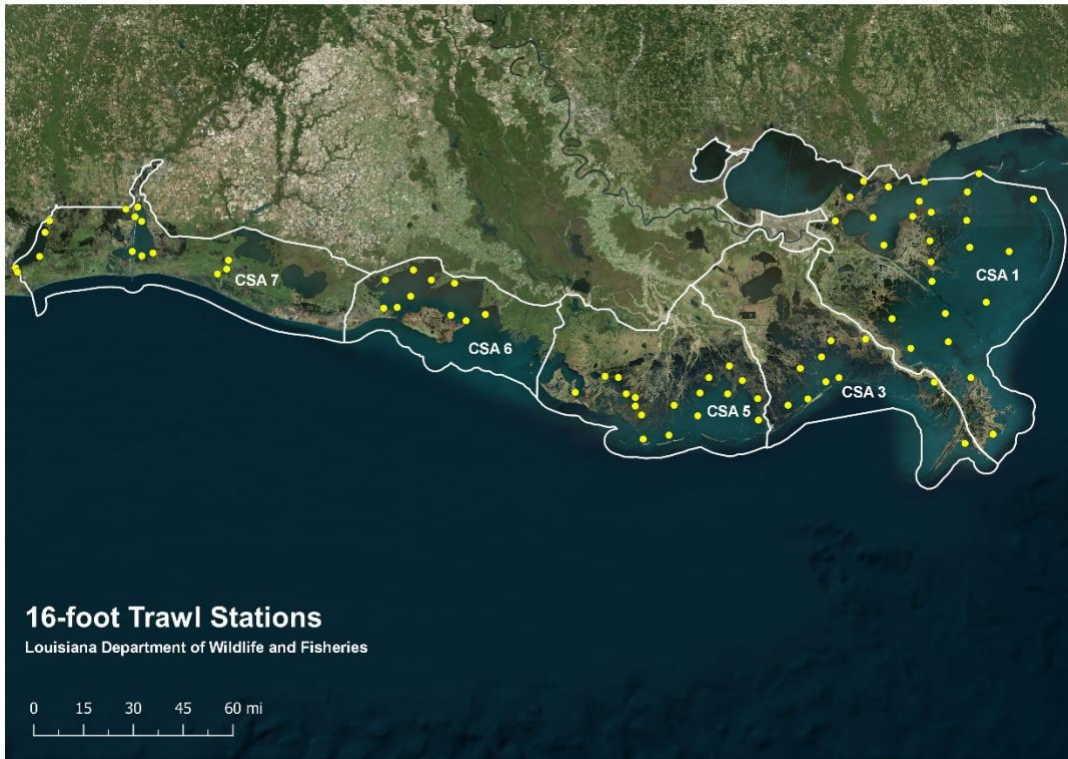 CSA 1
CSA 7
CSA 6
CSA 3
CSA 5
16-foot Trawl Stations
Louisiana Department of Wildlife and Fisheries
0 15 30 45 60 mi